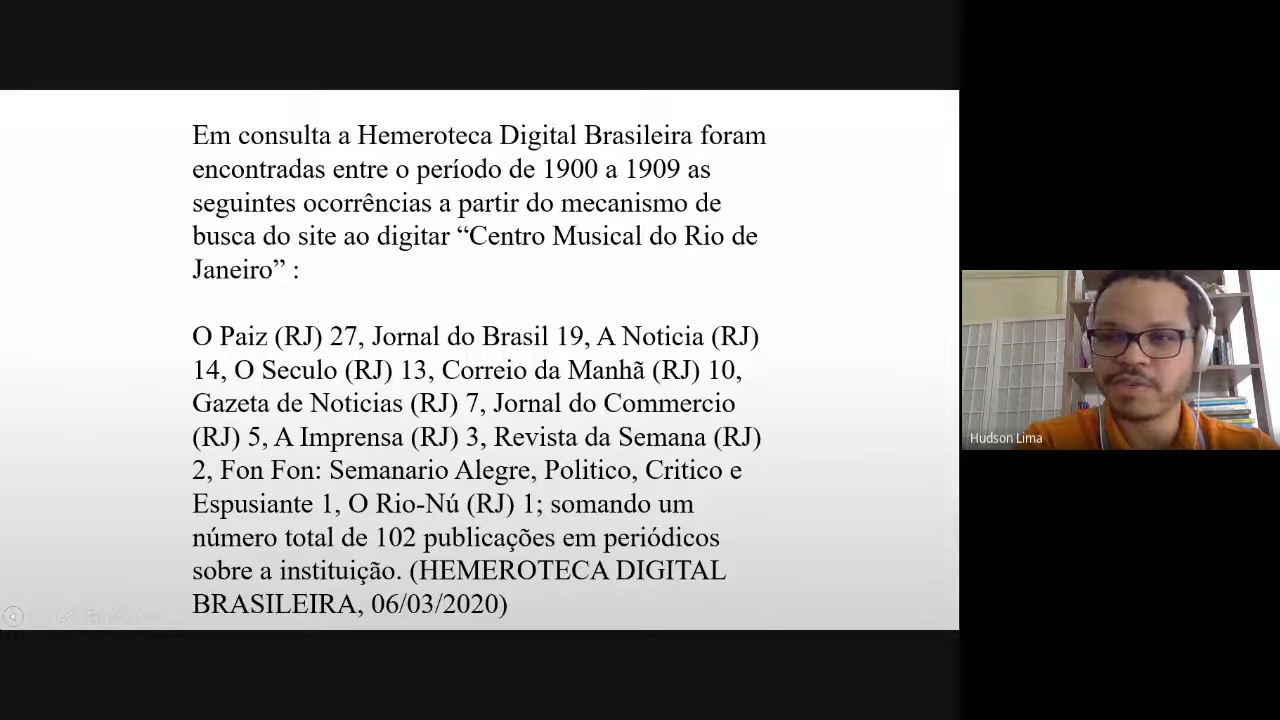 Em consulta a Hemeroteca Digital Brasileira foram
encontradas entre o período de 1900 a 1909 as
seguintes ocorrências a partir do mecanismo de
busca do site ao digitar “Centro Musical do Rio de
Janeiro” :
O Paiz (RJ) 27, Jornal do Brasil 19, A Noticia (RJ)
14, O Seculo (RJ) 13, Correio da Manhã (RJ) 10,
Gazeta de Noticias (RJ) 7, Jornal do Commercio
(RJ) 5, A Imprensa (RJ) 3, Revista da Semana (RJ)
2, Fon Fon: Semanario Alegre, Politico, Critico e
Espusiante 1, O Rio-Nú (RJ) 1; somando um
número total de 102 publicações em periódicos
sobre a instituição. (HEMEROTECA DIGITAL
BRASILEIRA, 06/03/2020)
Hudson Lima